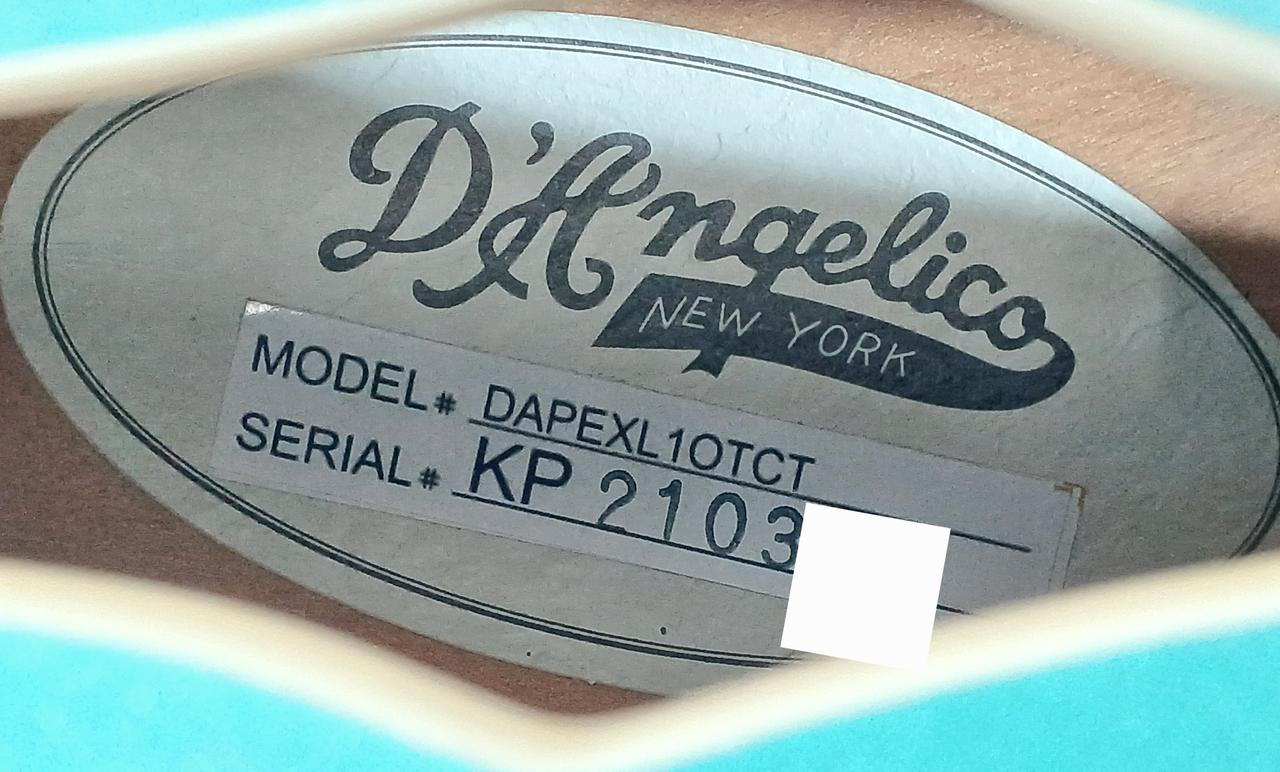 D'Angelico
NEW YORK
MODEL# DAPEXL1OTCT
SERIAL# KP 2103